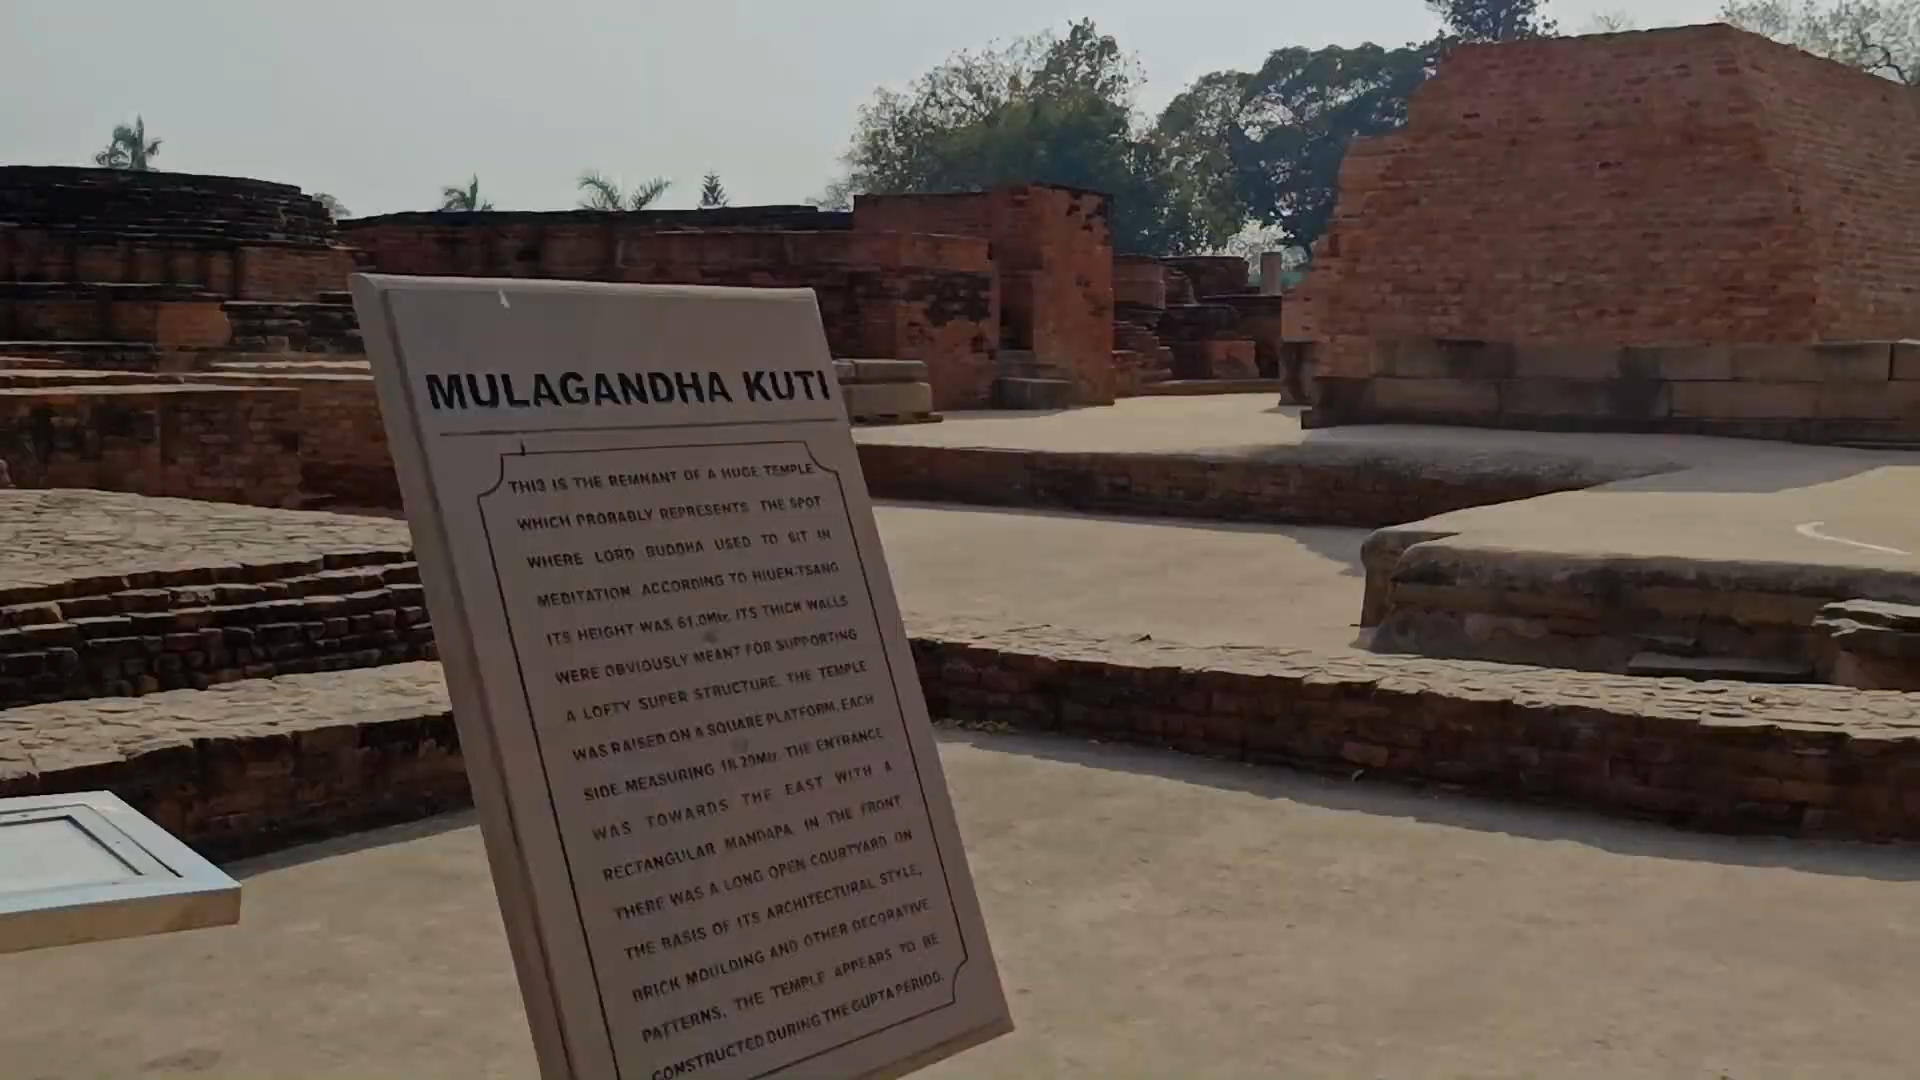 MULAGANDHA KUTI
THIS IS THE REMNANT OF A HUGE TEMPLE
WHICH PROBABLY REPRESENTS THE SPOT
WHERE LORD BUDDHA USED TO SIT IN
MEDITATION. ACCORDING TO HIUEN-TSANG
ITS HEIGHT WAS 61.0Mtr. ITS THICK WALLS
WERE OBVIOUSLY MEANT FOR SUPPORTING
A LOFTY SUPER STRUCTURE. THE TEMPLE
WAS RAISED ON A SQUARE PLATFORM, EACH
SIDE MEASURING 18.29Mtr. THE ENTRANCE
WAS TOWARDS THE EAST WITH A
RECTANGULAR MANDAPA. IN THE FRONT
THERE WAS A LONG OPEN COURTYARD ON
THE BASIS OF ITS ARCHITECTURAL STYLE,
BRICK MOULDING AND OTHER DECORATIVE
PATTERNS, THE TEMPLE APPEARS TO BE
CONSTRUCTED DURING THE GUPTA PERIOD.